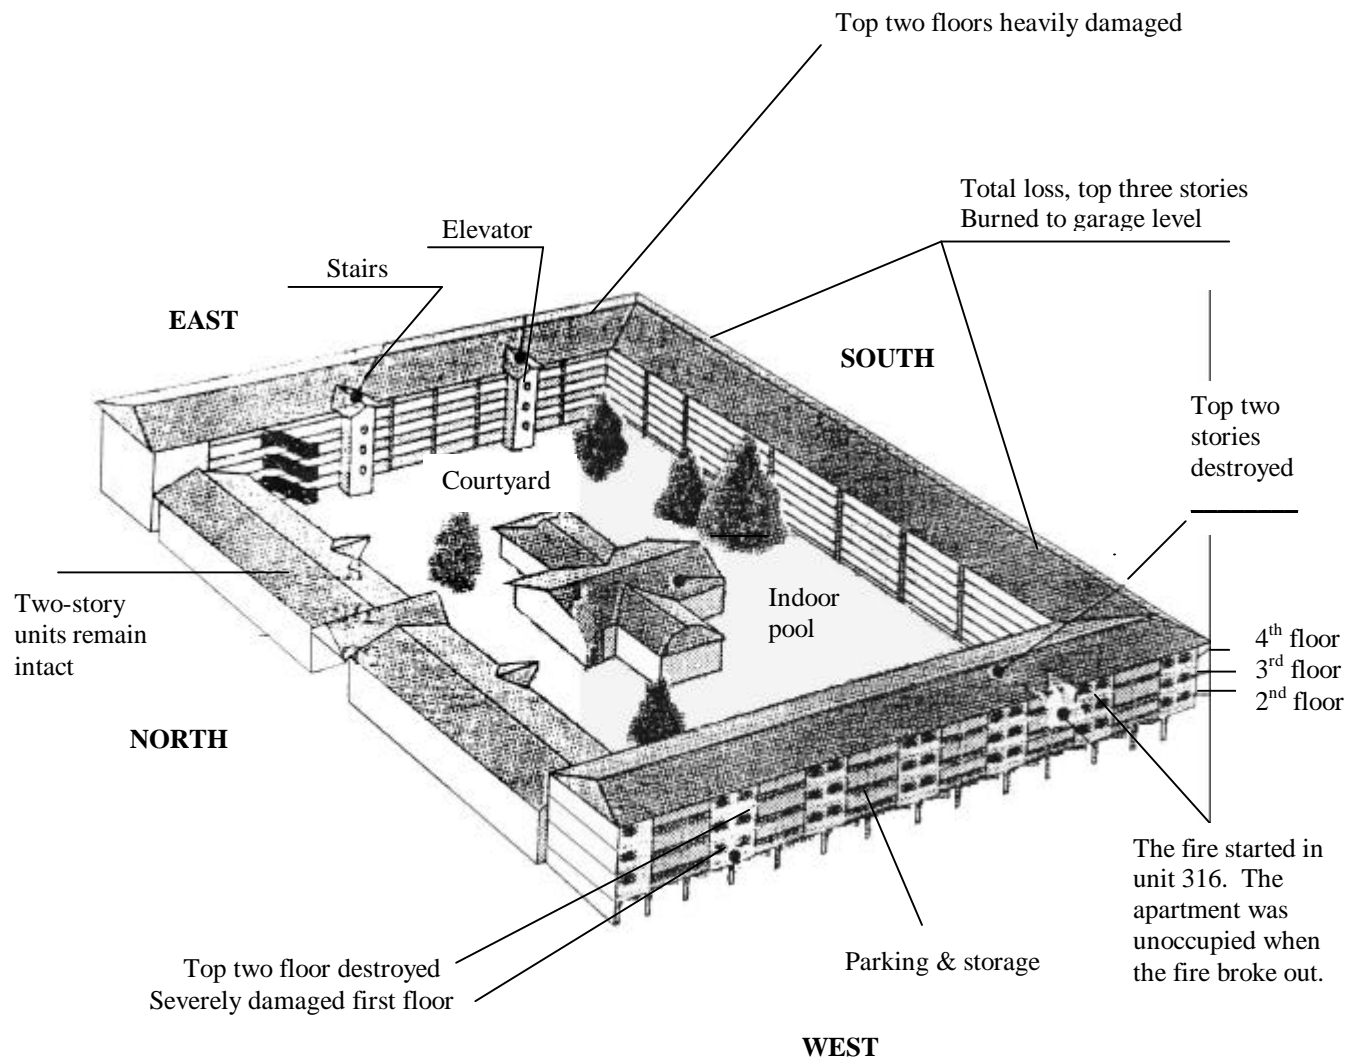 Top two floors heavily damaged
Total loss, top three stories
Burned to garage level
Elevator
Stairs
EAST
SOUTH
Top two
stories
destroyed
Courtyard
Indoor
pool
Two-story
units remain
intact
4th floor
3rd floor
2nd floor
NORTH
The fire started in
unit 316. The
apartment was
unoccupied when
the fire broke out.
Parking & storage
Top two floor destroyed
Severely damaged first floor
WEST